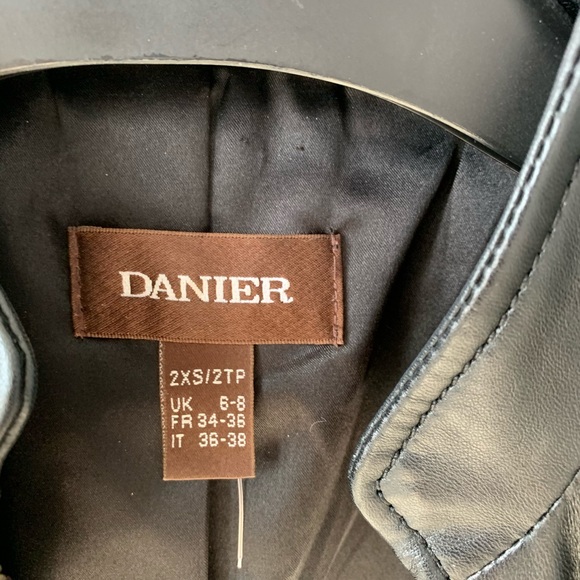 DANIER
2XS/2TP
UK 6-8
FR 34-36
IT 36-38